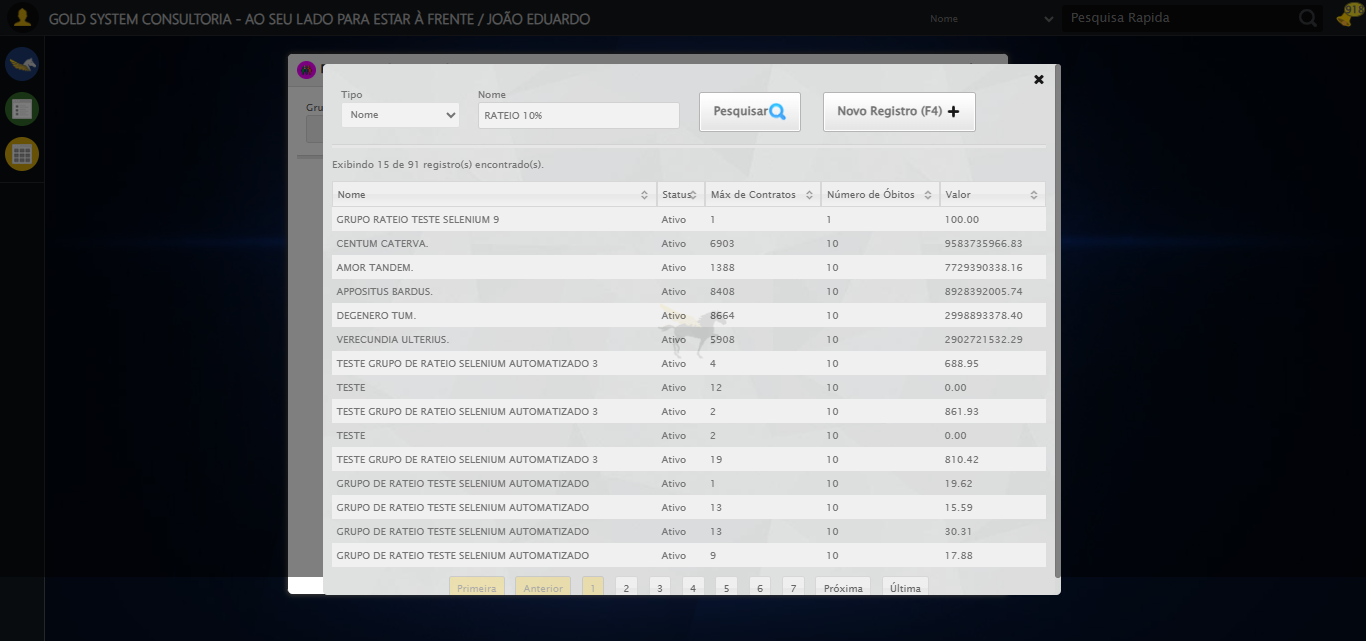 GOLD SYSTEM CONSULTORIA - AO SEU LADO PARA ESTAR À FRENTE / JOÃO EDUARDO
Nome
Pesquisa Rapida
918
Gru
Tipo
Nome
Nome
RATEIO 10%
Pesquisar
Novo Registro (F4)
Exibindo 15 de 91 registro(s) encontrado(s).
Nome Status Máx de Contratos Número de Óbitos Valor
GRUPO RATEIO TESTE SELENIUM 9 Ativo 1 1 100.00
CENTUM CATERVA. Ativo 6903 10 9583735966.83
AMOR TANDEM. Ativo 1388 10 7729390338.16
APPOSITUS BARDUS. Ativo 8408 10 8928392005.74
DEGENERO TUM. Ativo 8664 10 2998893378.40
VERECUNDIA ULTERIUS. Ativo 5908 10 2902721532.29
TESTE GRUPO DE RATEIO SELENIUM AUTOMATIZADO 3 Ativo 4 10 688.95
TESTE Ativo 12 10 0.00
TESTE GRUPO DE RATEIO SELENIUM AUTOMATIZADO 3 Ativo 2 10 861.93
TESTE Ativo 2 10 0.00
TESTE GRUPO DE RATEIO SELENIUM AUTOMATIZADO 3 Ativo 19 10 810.42
GRUPO DE RATEIO TESTE SELENIUM AUTOMATIZADO Ativo 1 10 19.62
GRUPO DE RATEIO TESTE SELENIUM AUTOMATIZADO Ativo 13 10 15.59
GRUPO DE RATEIO TESTE SELENIUM AUTOMATIZADO Ativo 13 10 30.31
GRUPO DE RATEIO TESTE SELENIUM AUTOMATIZADO Ativo 9 10 17.88
Primeira Anterior 1 2 3 4 5 6 7 Próxima Última